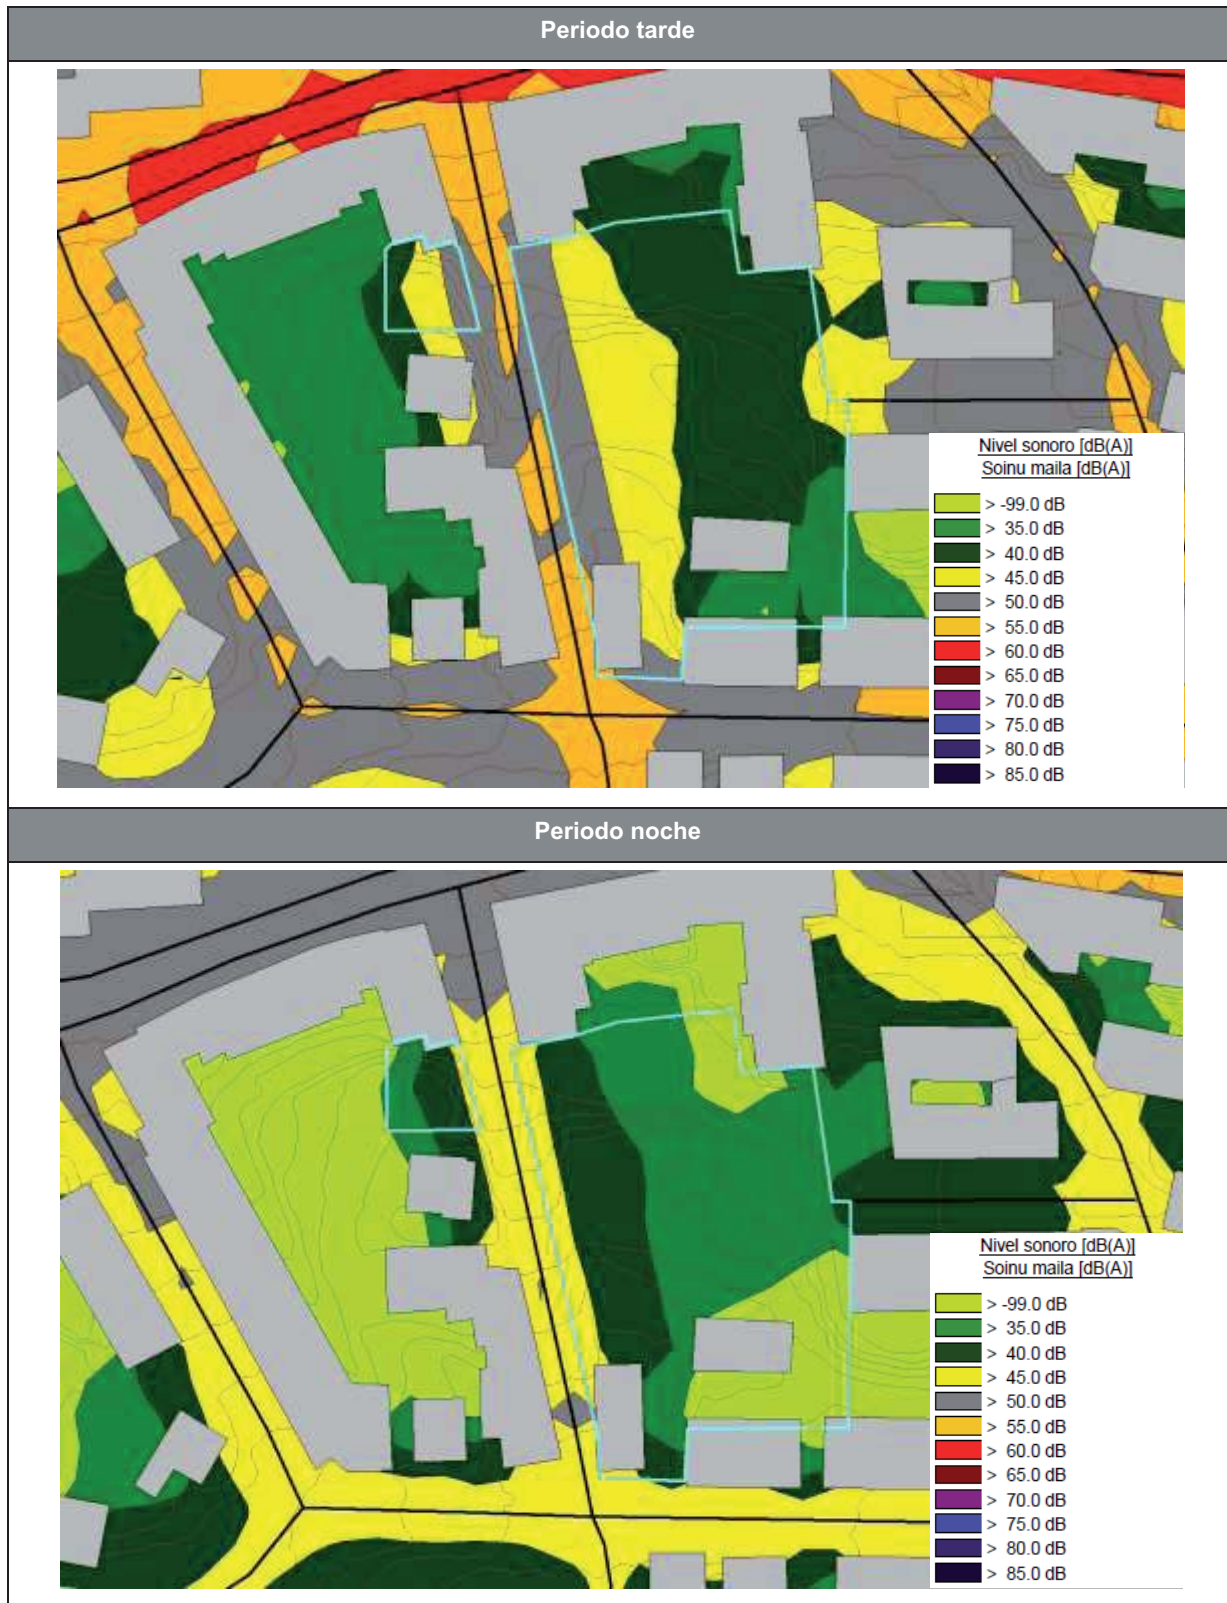 Periodo tarde
Nivel sonoro [dB(A)]
Soinu maila [dB(A)]
> -99.0 dB
> 35.0 dB
> 40.0 dB
> 45.0 dB
> 50.0 dB
> 55.0 dB
> 60.0 dB
> 65.0 dB
> 70.0 dB
> 75.0 dB
> 80.0 dB
> 85.0 dB
Periodo noche
Nivel sonoro [dB(A)]
Soinu maila [dB(A)]
> -99.0 dB
> 35.0 dB
> 40.0 dB
> 45.0 dB
> 50.0 dB
> 55.0 dB
> 60.0 dB
> 65.0 dB
> 70.0 dB
> 75.0 dB
> 80.0 dB
> 85.0 dB